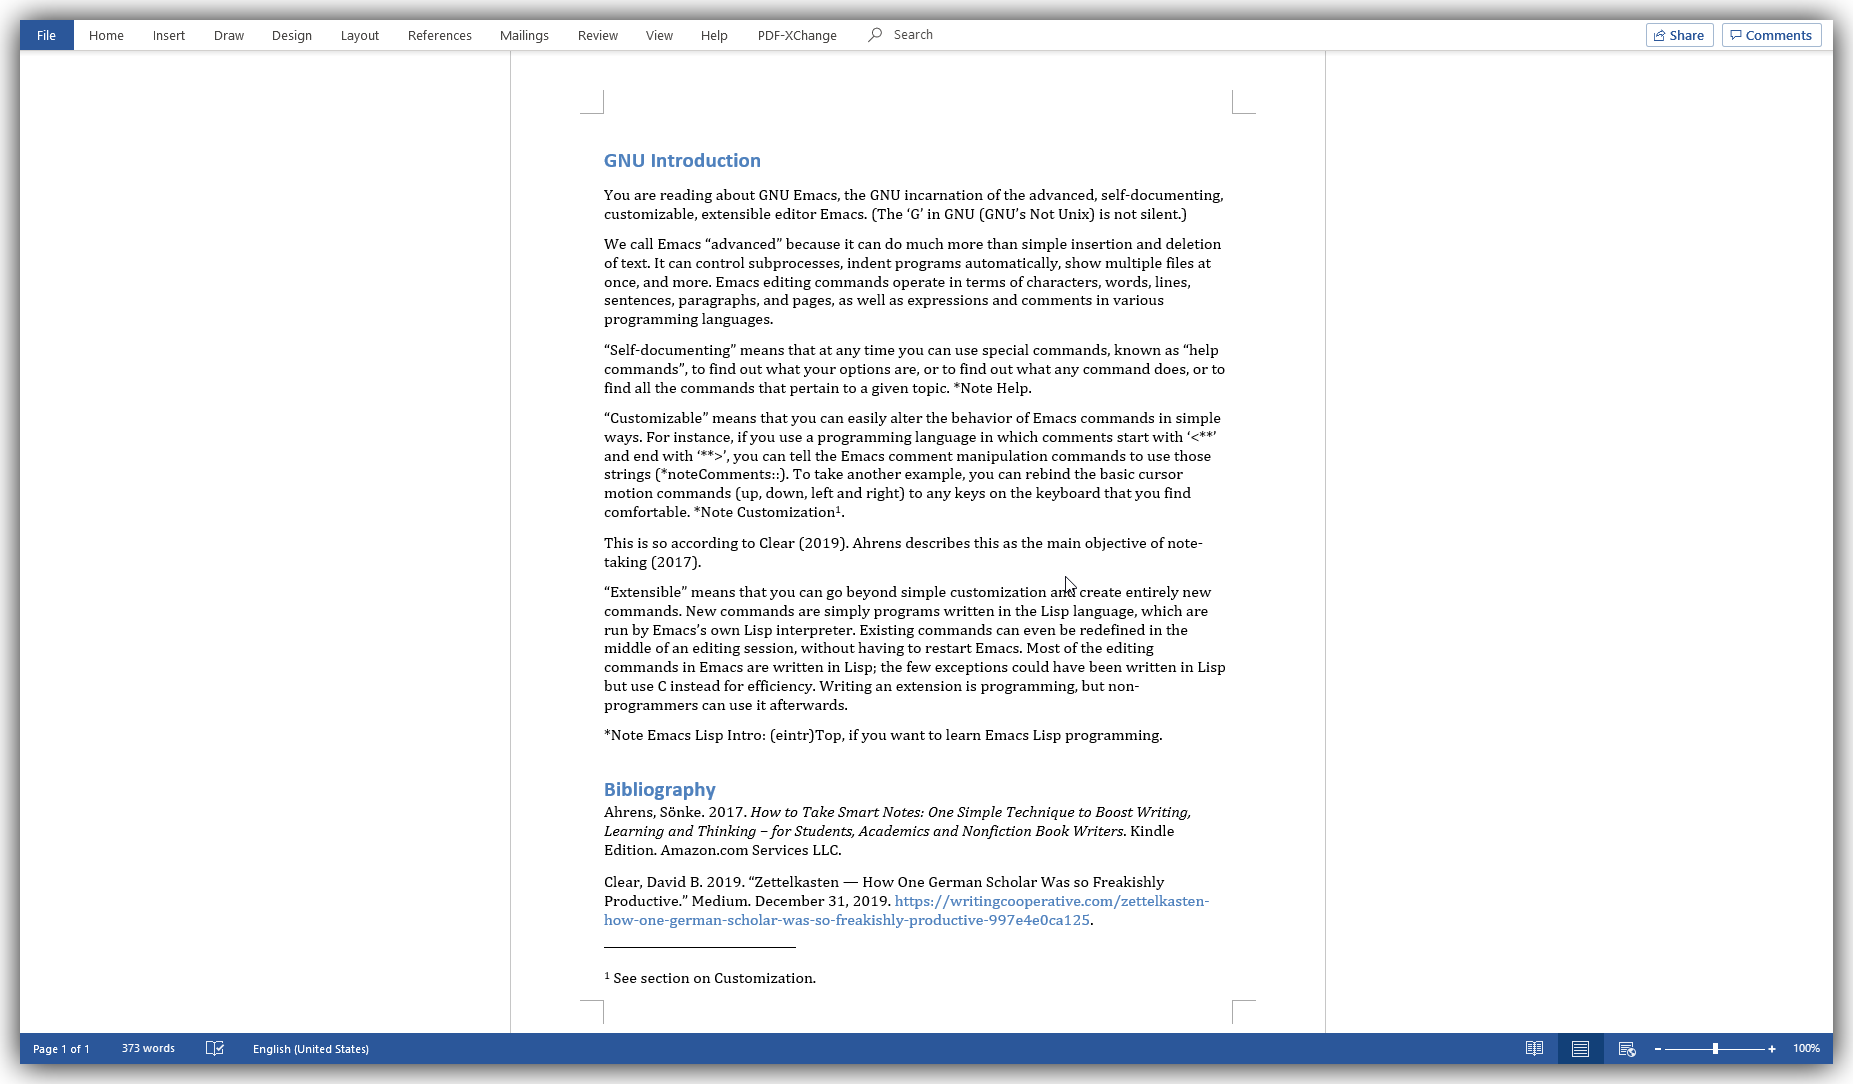 File Home Insert Draw Design Layout References Mailings Review View Help PDF-XChange Search Share Comments
GNU Introduction
You are reading about GNU Emacs, the GNU incarnation of the advanced, self-documenting,
customizable, extensible editor Emacs. (The ‘G’ in GNU (GNU’s Not Unix) is not silent.)
We call Emacs “advanced” because it can do much more than simple insertion and deletion
of text. It can control subprocesses, indent programs automatically, show multiple files at
once, and more. Emacs editing commands operate in terms of characters, words, lines,
sentences, paragraphs, and pages, as well as expressions and comments in various
programming languages.
“Self-documenting” means that at any time you can use special commands, known as “help
commands”, to find out what your options are, or to find out what any command does, or to
find all the commands that pertain to a given topic. *Note Help.
“Customizable” means that you can easily alter the behavior of Emacs commands in simple
ways. For instance, if you use a programming language in which comments start with ‘<**’
and end with ‘**>’, you can tell the Emacs comment manipulation commands to use those
strings (*noteComments::). To take another example, you can rebind the basic cursor
motion commands (up, down, left and right) to any keys on the keyboard that you find
comfortable. *Note Customization¹.
This is so according to Clear (2019). Ahrens describes this as the main objective of note-
taking (2017).
“Extensible” means that you can go beyond simple customization and create entirely new
commands. New commands are simply programs written in the Lisp language, which are
run by Emacs’s own Lisp interpreter. Existing commands can even be redefined in the
middle of an editing session, without having to restart Emacs. Most of the editing
commands in Emacs are written in Lisp; the few exceptions could have been written in Lisp
but use C instead for efficiency. Writing an extension is programming, but non-
programmers can use it afterwards.
*Note Emacs Lisp Intro: (eintr)Top, if you want to learn Emacs Lisp programming.
Bibliography
Ahrens, Sönke. 2017. How to Take Smart Notes: One Simple Technique to Boost Writing,
Learning and Thinking – for Students, Academics and Nonfiction Book Writers. Kindle
Edition. Amazon.com Services LLC.
Clear, David B. 2019. “Zettelkasten — How One German Scholar Was so Freakishly
Productive.” Medium. December 31, 2019. https://writingcooperative.com/zettelkasten-
how-one-german-scholar-was-so-freakishly-productive-997e4e0ca125.
¹ See section on Customization.
Page 1 of 1 373 words English (United States) 100%